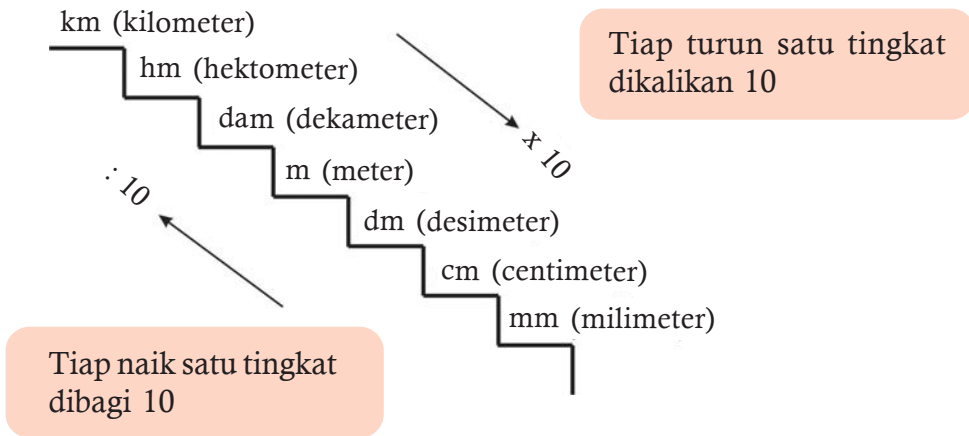 km (kilometer)
hm (hektometer)
dam (dekameter)
m (meter)
dm (desimeter)
cm (centimeter)
mm (milimeter)
Tiap turun satu tingkat
dikalikan 10
x 10
: 10
Tiap naik satu tingkat
dibagi 10